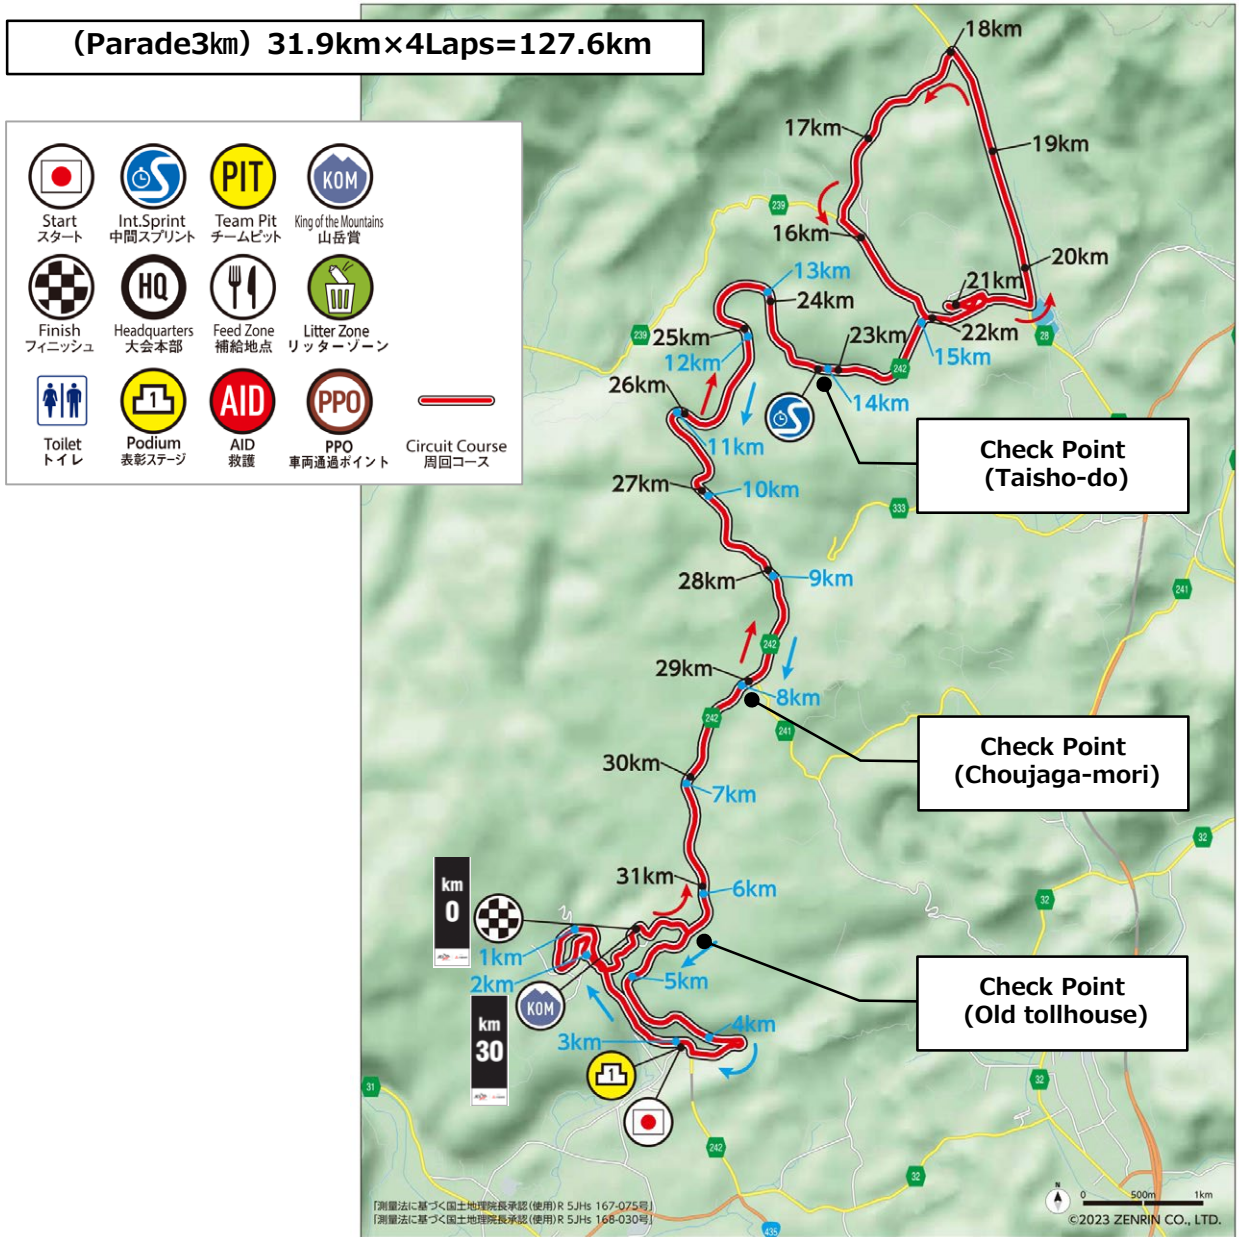 (Parade3㎞) 31.9km×4Laps=127.6km
Start
スタート
Int.Sprint
中間スプリント
PIT
Team Pit
チームピット
KOM
King of the Mountains
山岳賞
Finish
フィニッシュ
HQ
Headquarters
大会本部
Feed Zone
補給地点
Litter Zone
リッターゾーン
Toilet
トイレ
1
Podium
表彰ステージ
AID
AID
救護
PPO
PPO
車両通過ポイント
Circuit Course
周回コース
18km
17km
19km
239
16km
20km
13km
21km
24km
25km
239
12km
23km
22km
15km
28
242
26km
14km
11km
Check Point
(Taisho-do)
27km
10km
333
28km
9km
241
242
29km
8km
242
241
Check Point
(Choujaga-mori)
30km
7km
32
31km
6km
km
0
32
1km
2km
5km
KOM
Check Point
(Old tollhouse)
km
30
3km
4km
1
32
31
242
32
435
「測量法に基づく国土地理院長承認(使用)R 5JHs 167-075号」
「測量法に基づく国土地理院長承認(使用)R 5JHs 168-030号」
N
0 500m 1km
©2023 ZENRIN CO., LTD.